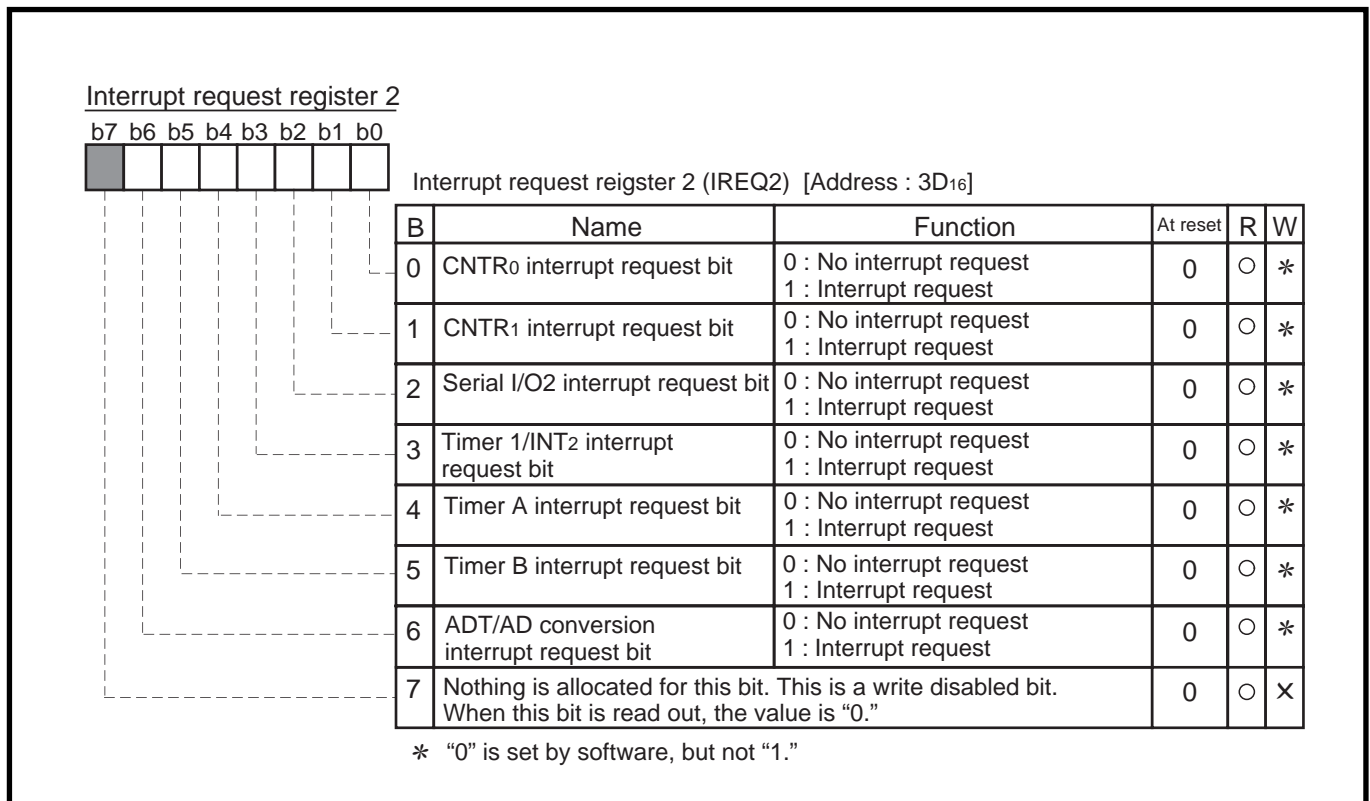 Interrupt request register 2
b7 b6 b5 b4 b3 b2 b1 b0
Interrupt request reigster 2 (IREQ2) [Address : 3D16]
B Name Function At reset R W
0 CNTR0 interrupt request bit 0 : No interrupt request 0 ○ *
1 : Interrupt request
1 CNTR1 interrupt request bit 0 : No interrupt request 0 ○ *
1 : Interrupt request
2 Serial I/O2 interrupt request bit 0 : No interrupt request 0 ○ *
1 : Interrupt request
3 Timer 1/INT2 interrupt 0 : No interrupt request 0 ○ *
request bit 1 : Interrupt request
4 Timer A interrupt request bit 0 : No interrupt request 0 ○ *
1 : Interrupt request
5 Timer B interrupt request bit 0 : No interrupt request 0 ○ *
1 : Interrupt request
6 ADT/AD conversion 0 : No interrupt request 0 ○ *
interrupt request bit 1 : Interrupt request
7 Nothing is allocated for this bit. This is a write disabled bit. 0 ○ ×
When this bit is read out, the value is “0.”
* “0” is set by software, but not “1.”